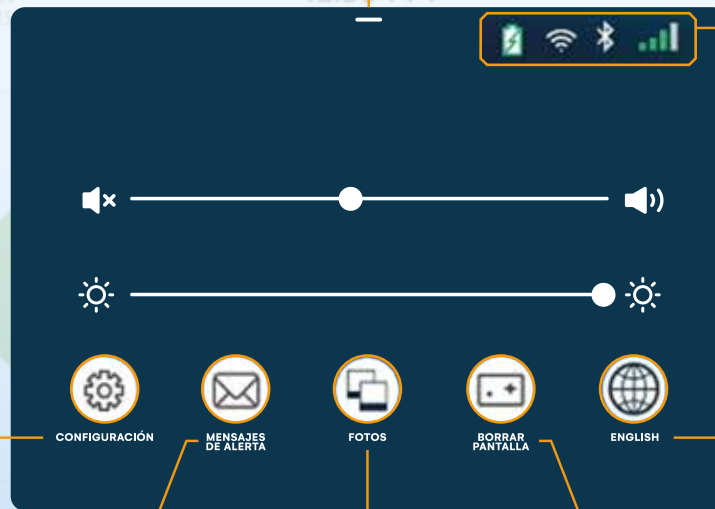 CONFIGURACIÓN
MENSAJES
DE ALERTA
FOTOS
BORRAR
PANTALLA
ENGLISH